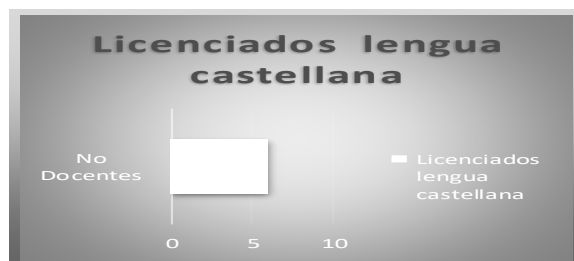 Licenciados lengua
castellana
No
Docentes
Licenciados
lengua
castellana
0 5 10